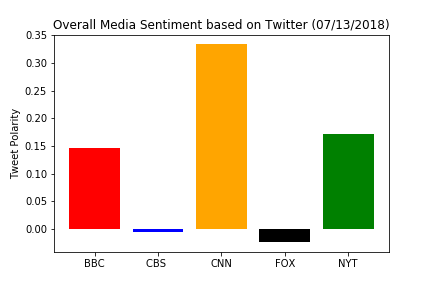 Overall Media Sentiment based on Twitter (07/13/2018)
Tweet Polarity
0.35
0.30
0.25
0.20
0.15
0.10
0.05
0.00
BBC CBS CNN FOX NYT